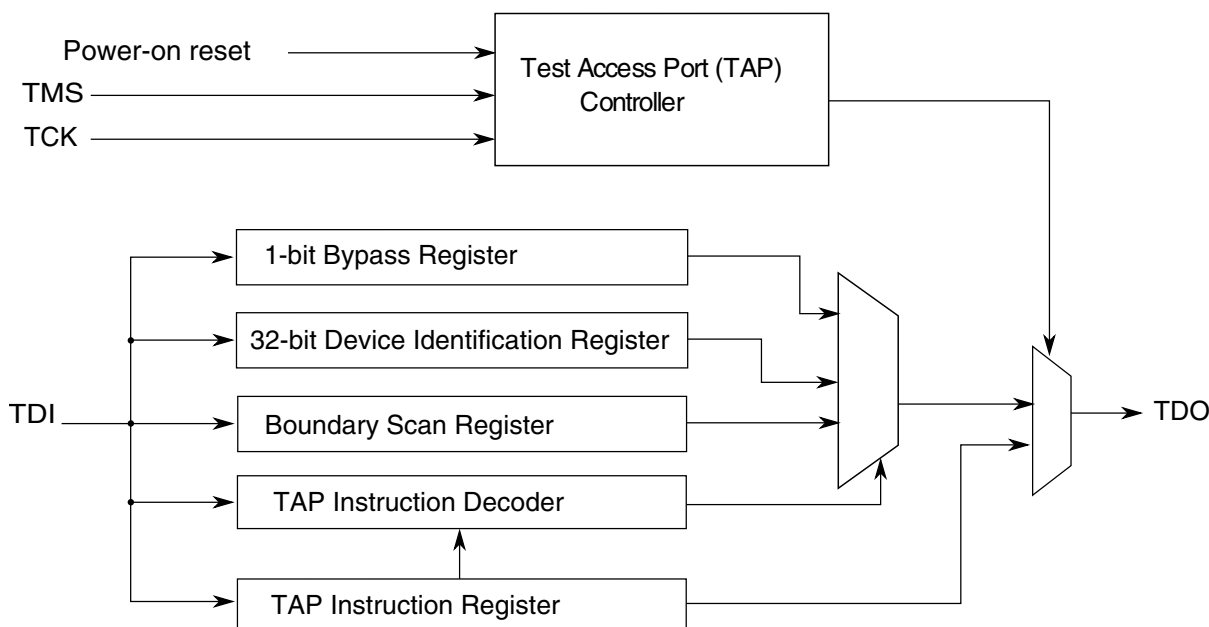 Power-on reset
TMS
TCK
Test Access Port (TAP)
Controller
1-bit Bypass Register
32-bit Device Identification Register
TDI
Boundary Scan Register
TDO
TAP Instruction Decoder
TAP Instruction Register